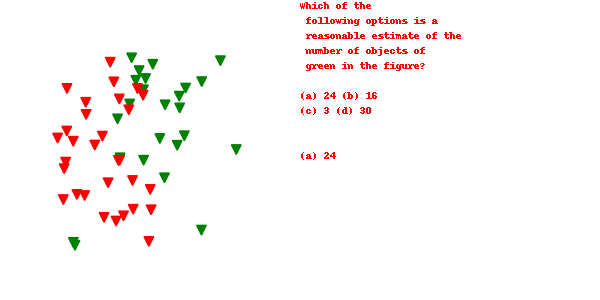 Which of the
following options is a
reasonable estimate of the
number of objects of
green in the figure?
(a) 24 (b) 16
(c) 3 (d) 30
(a) 24